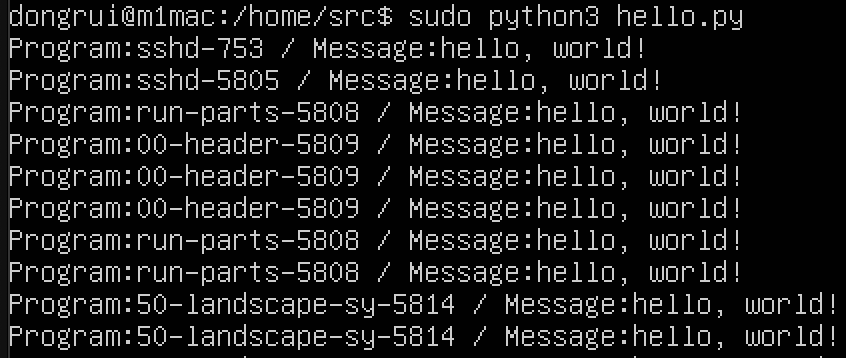 dongrui@m1mac:/home/src$ sudo python3 hello.py
Program:sshd-753 / Message:hello, world!
Program:sshd-5805 / Message:hello, world!
Program:run-parts-5808 / Message:hello, world!
Program:00-header-5809 / Message:hello, world!
Program:00-header-5809 / Message:hello, world!
Program:00-header-5809 / Message:hello, world!
Program:run-parts-5808 / Message:hello, world!
Program:run-parts-5808 / Message:hello, world!
Program:50-landscape-sy-5814 / Message:hello, world!
Program:50-landscape-sy-5814 / Message:hello, world!